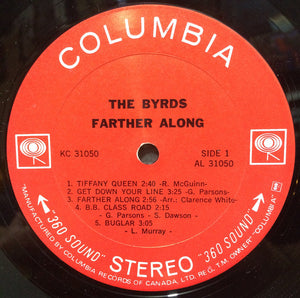 COLUMBIA
THE BYRDS
FARTHER ALONG
KC 31050
SIDE 1
AL 31050
1. TIFFANY QUEEN 2:40 -R. McGuinn-
2. GET DOWN YOUR LINE 3:25 -G. Parsons-
3. FARTHER ALONG 2:56 -Arr.: Clarence White-
4. B.B. CLASS ROAD 2:15
- G. Parsons - S. Dawson -
5. BUGLAR 3:05
- L. Murray -
"360 SOUND" STEREO "360 SOUND"
"MANUFACTURED BY COLUMBIA RECORDS OF CANADA, LTD. REG'T.M. OWNER" "COLUMBIA"